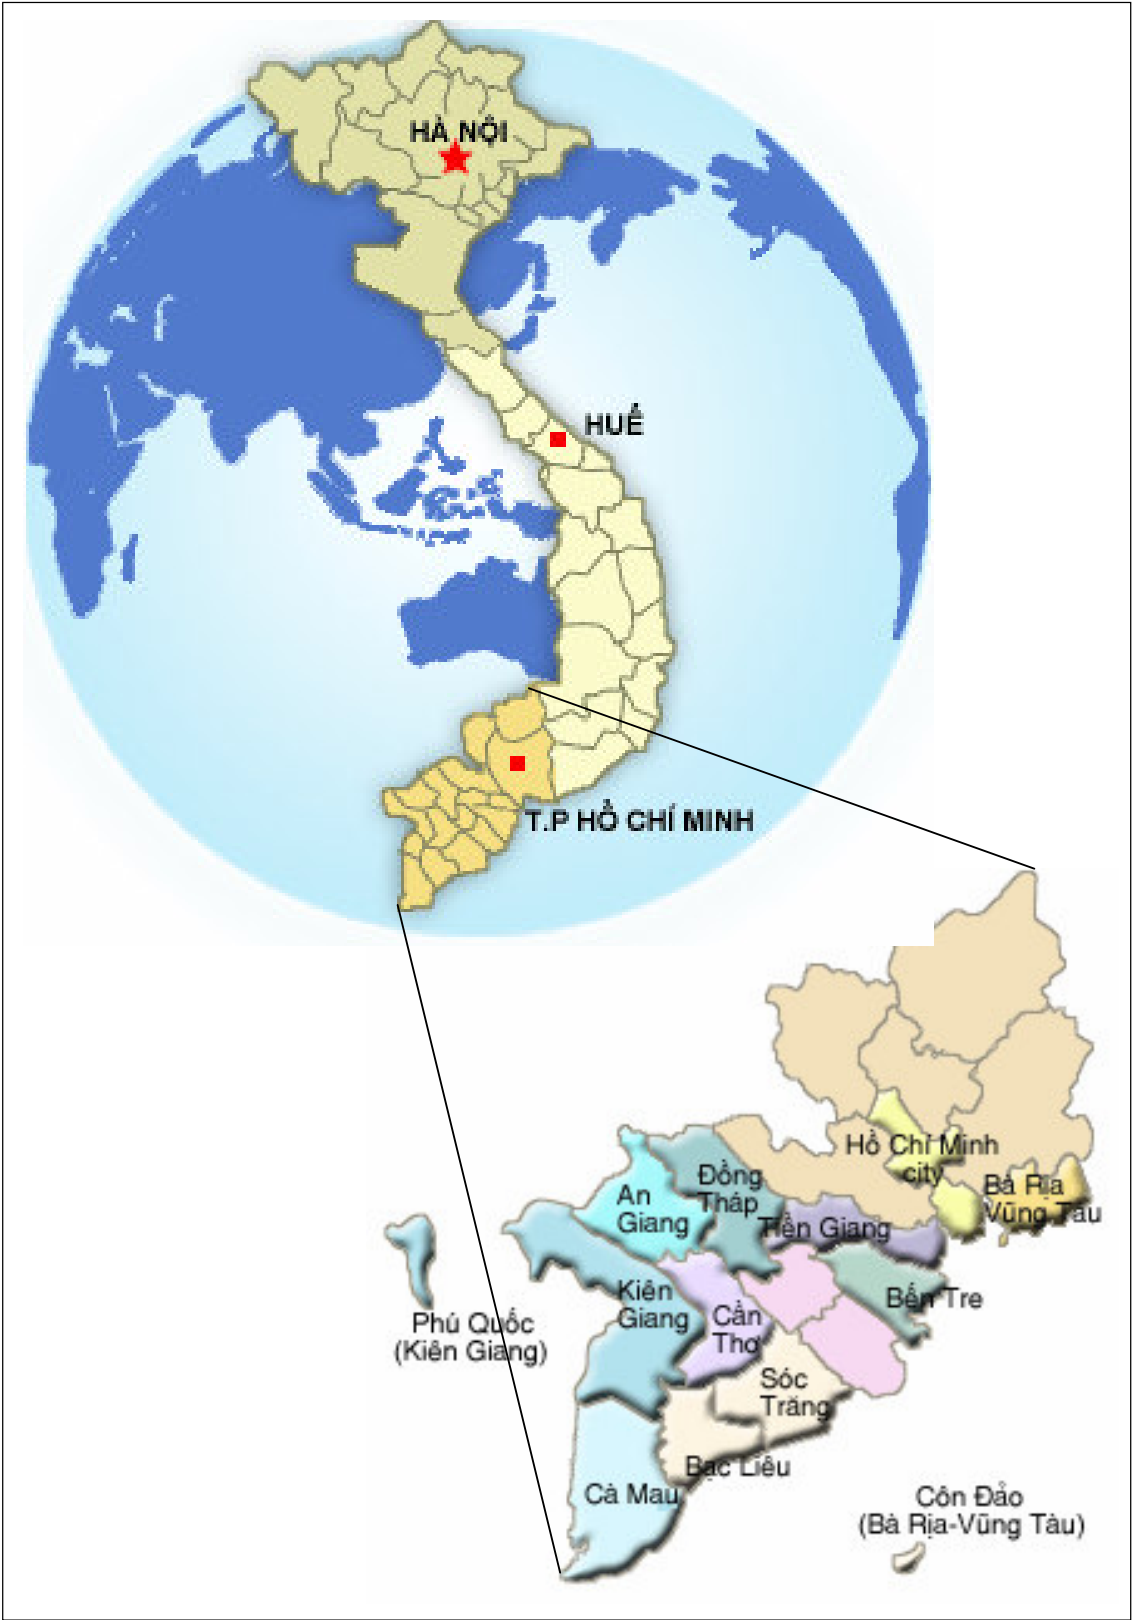 HÀ NỘI
HUẾ
T.P HỒ CHÍ MINH
Hồ Chí Minh
city
Bà Rịa
Vũng Tàu
Đồng
Tháp
An
Giang
Tiền Giang
Bến Tre
Kiên
Giang
Cần
Thơ
Phú Quốc
(Kiên Giang)
Sóc
Trăng
Bạc Liêu
Cà Mau
Côn Đảo
(Bà Rịa-Vũng Tàu)